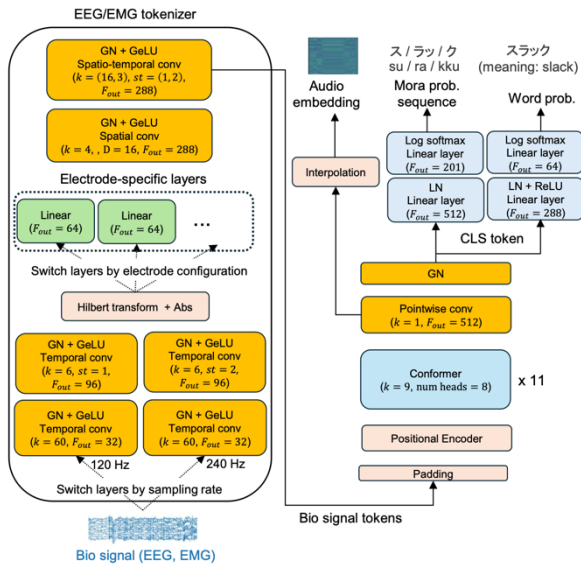 EEG/EMG tokenizer
GN + GeLU
Spatio-temporal conv
(k = (16, 3), st = (1, 2),
F_out = 288)
GN + GeLU
Spatial conv
(k = 4, , D = 16, F_out = 288)
Electrode-specific layers
Linear
(F_out = 64)
Linear
(F_out = 64)
...
Switch layers by electrode configuration
Hilbert transform + Abs
GN + GeLU
Temporal conv
(k = 6, st = 1,
F_out = 96)
GN + GeLU
Temporal conv
(k = 6, st = 2,
F_out = 96)
GN + GeLU
Temporal conv
(k = 60, F_out = 32)
GN + GeLU
Temporal conv
(k = 60, F_out = 32)
120 Hz
240 Hz
Switch layers by sampling rate
Bio signal (EEG, EMG)
Audio
embedding
Interpolation
ス / ラッ / ク
su / ra / kku
Mora prob.
sequence
スラック
(meaning: slack)
Word prob.
Log softmax
Linear layer
(F_out = 201)
Log softmax
Linear layer
(F_out = 64)
LN
Linear layer
(F_out = 512)
LN + ReLU
Linear layer
(F_out = 288)
CLS token
GN
Pointwise conv
(k = 1, F_out = 512)
Conformer
(k = 9, num heads = 8)
x 11
Positional Encoder
Padding
Bio signal tokens